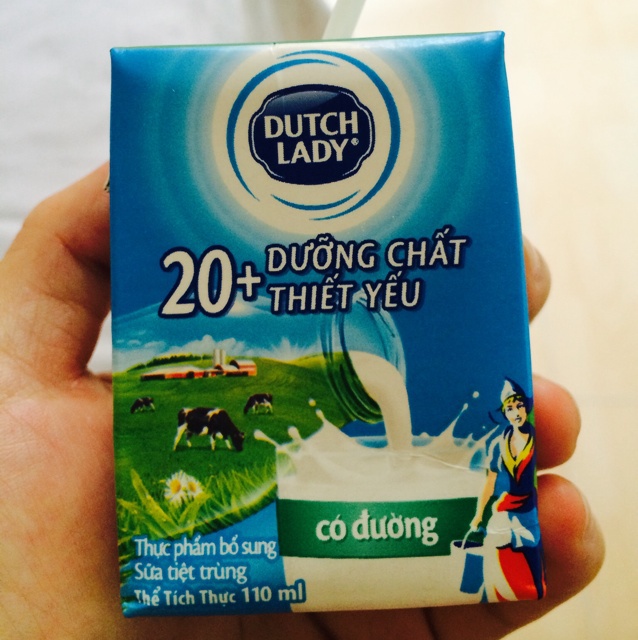 DUTCH
LADY®
20+ DƯỠNG CHẤT
THIẾT YẾU
có đường
Thực phẩm bổ sung
Sữa tiệt trùng
Thể Tích Thực 110 ml